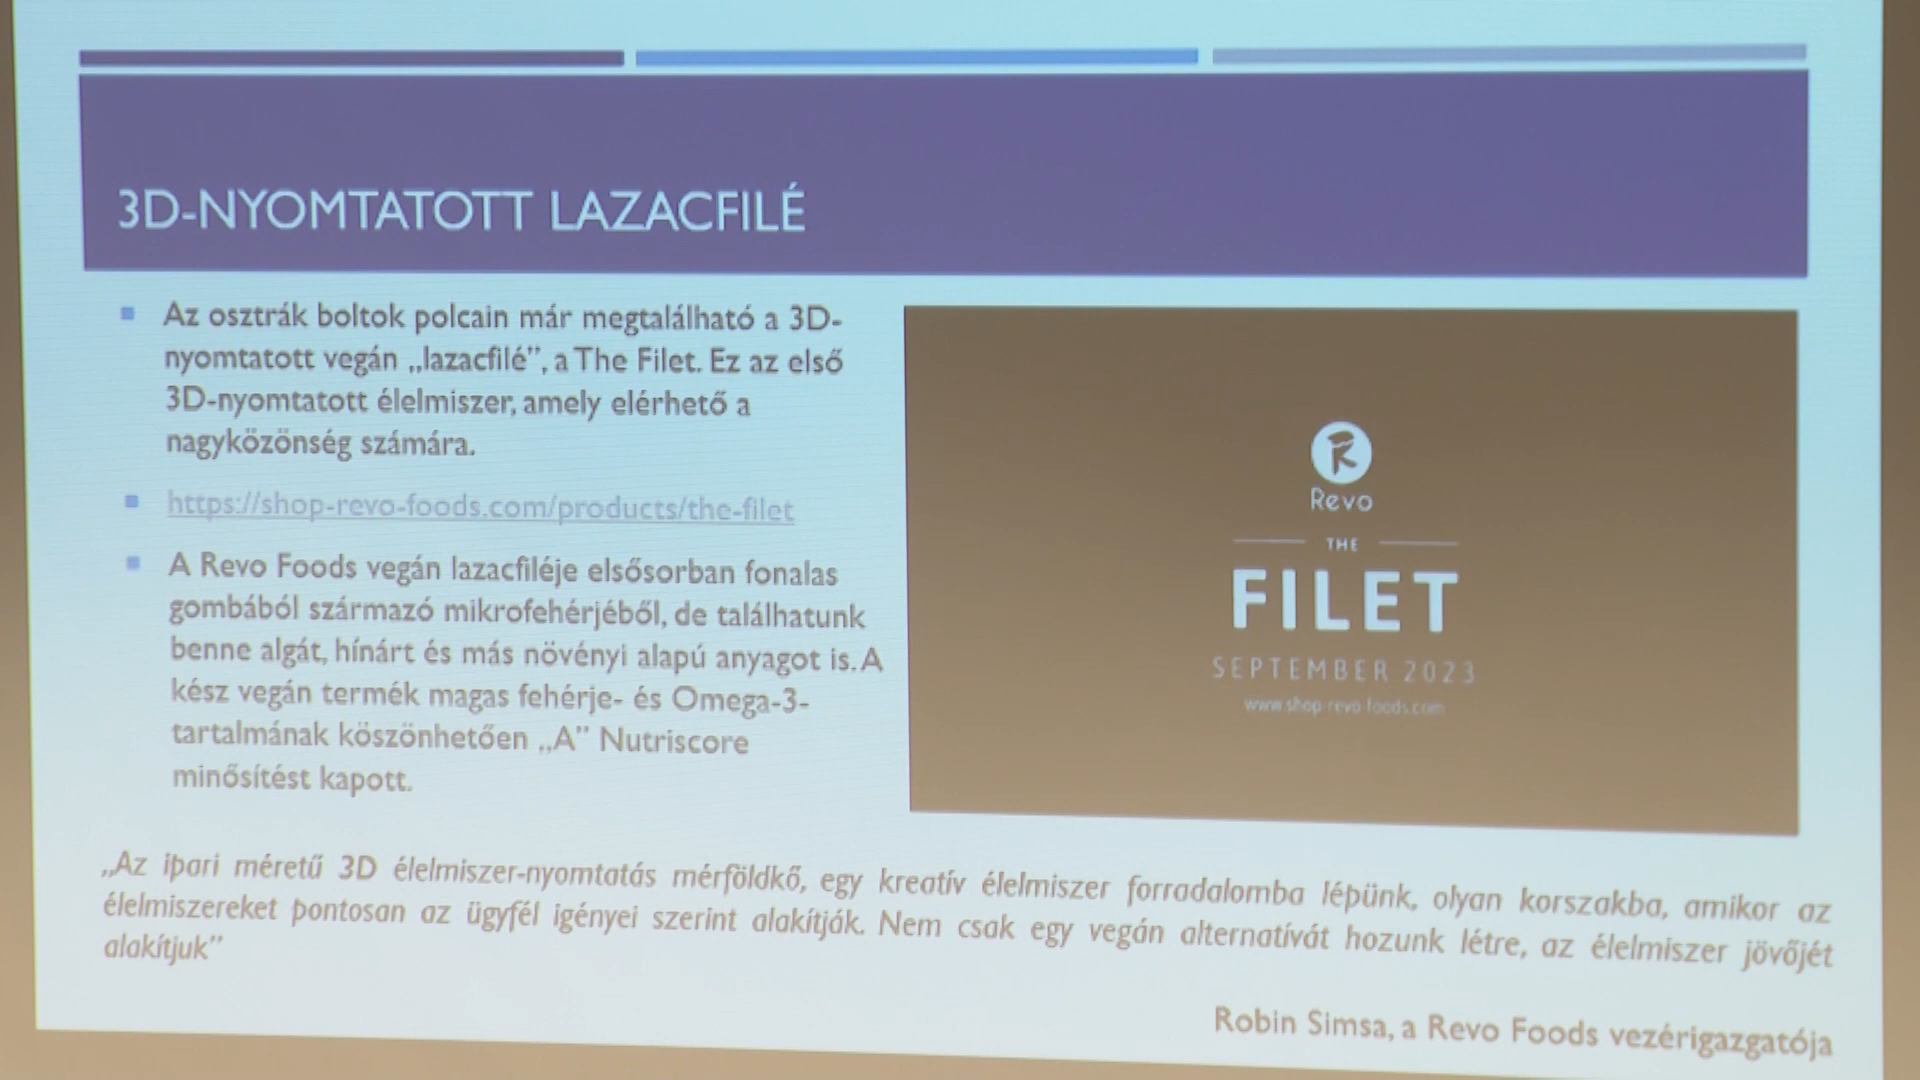 3D-NYOMTATOTT LAZACFILÉ
Az osztrák boltok polcain már megtalálható a 3D-
nyomtatott vegán „lazacfilé”, a The Filet. Ez az első
3D-nyomtatott élelmiszer, amely elérhető a
nagyközönség számára.
https://shop-revo-foods.com/products/the-filet
A Revo Foods vegán lazacfiléje elsősorban fonalas
gombából származó mikrofehérjéből, de találhatunk
benne algát, hínárt és más növényi alapú anyagot is. A
kész vegán termék magas fehérje- és Omega-3-
tartalmának köszönhetően „A” Nutriscore
minősítést kapott.
Revo
THE
FILET
SEPTEMBER 2023
www.shop-revo-foods.com
„Az ipari méretű 3D élelmiszer-nyomtatás mérföldkő, egy kreatív élelmiszer forradalomba lépünk, olyan korszakba, amikor az
élelmiszereket pontosan az ügyfél igényei szerint alakítják. Nem csak egy vegán alternatívát hozunk létre, az élelmiszer jövőjét
alakítjuk”
Robin Simsa, a Revo Foods vezérigazgatója